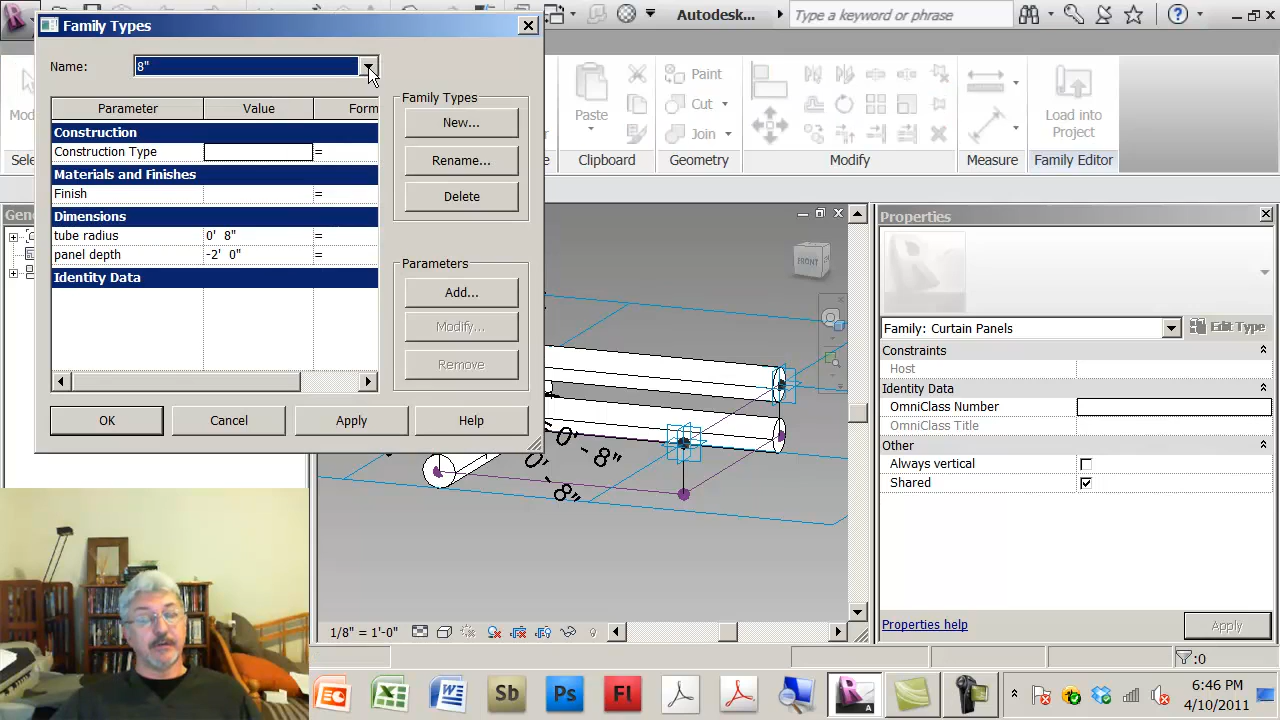 Family Types
Autodesk...
Type a keyword or phrase
Name:
8"
Parameter Value Form
Construction
Construction Type =
Materials and Finishes
Finish =
Dimensions
tube radius 0' 8" =
panel depth -2' 0" =
Identity Data
Family Types
New...
Rename...
Delete
Parameters
Add...
Modify...
Remove
OK Cancel Apply Help
Mod
Selec
Paste
Clipboard
Paint
Cut
Join
Geometry
Modify
Measure
Load into
Project
Family Editor
Gene
FRONT
0' - 8"
0' - 8"
Properties
Family: Curtain Panels
Edit Type
Constraints
Host
Identity Data
OmniClass Number
OmniClass Title
Other
Always vertical
Shared
Properties help
Apply
1/8" = 1'-0"
:0
Sb
Ps
Fl
A
6:46 PM
4/10/2011